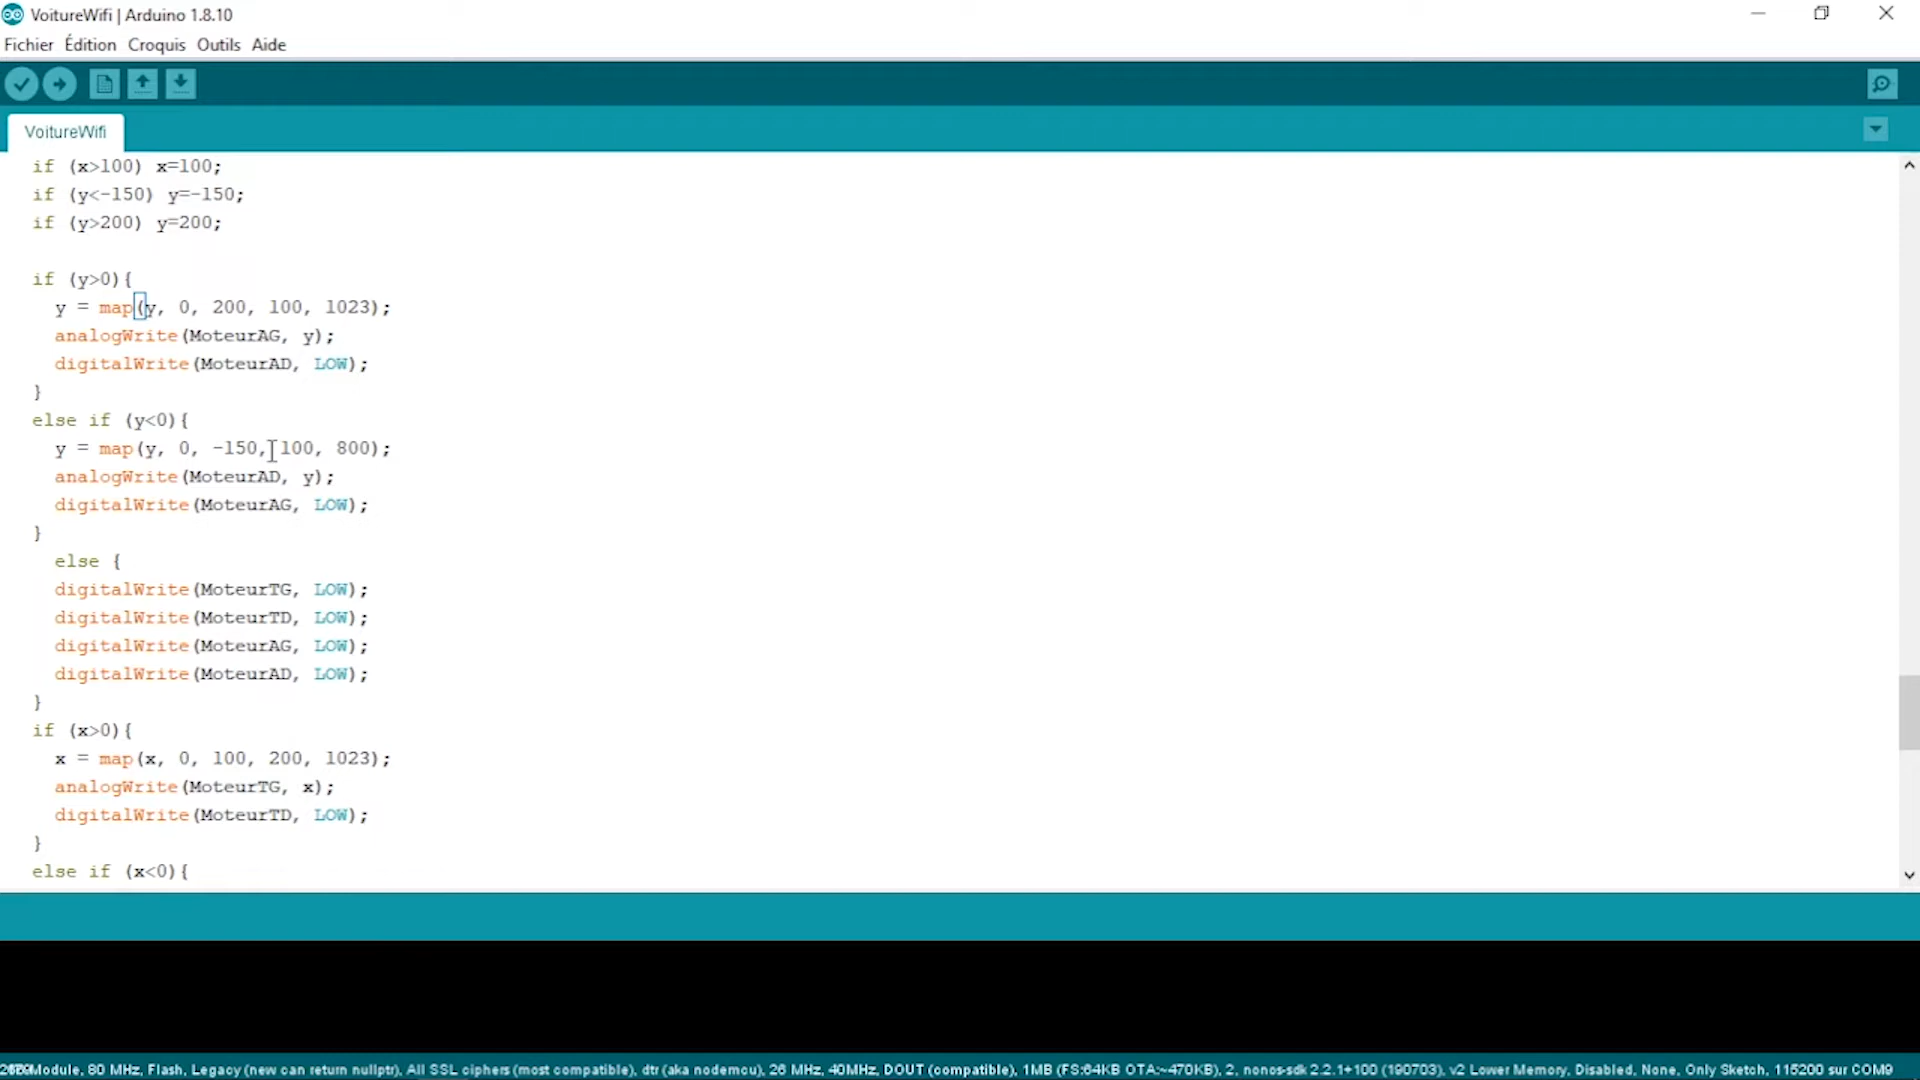 VoitureWifi | Arduino 1.8.10
Fichier Édition Croquis Outils Aide
VoitureWifi
if (x>100) x=100;
if (y<-150) y=-150;
if (y>200) y=200;
if (y>0){
y = map(y, 0, 200, 100, 1023);
analogWrite(MoteurAG, y);
digitalWrite(MoteurAD, LOW);
}
else if (y<0){
y = map(y, 0, -150, 100, 800);
analogWrite(MoteurAD, y);
digitalWrite(MoteurAG, LOW);
}
else {
digitalWrite(MoteurTG, LOW);
digitalWrite(MoteurTD, LOW);
digitalWrite(MoteurAG, LOW);
digitalWrite(MoteurAD, LOW);
}
if (x>0){
x = map(x, 0, 100, 200, 1023);
analogWrite(MoteurTG, x);
digitalWrite(MoteurTD, LOW);
}
else if (x<0){
Module, 80 MHz, Flash, Legacy (new can return nullptr), All SSL ciphers (most compatible), dtr (aka nodemcu), 26 MHz, 40MHz, DOUT (compatible), 1MB (FS:64KB OTA:~470KB), 2, nonos-sdk 2.2.1+100 (190703), v2 Lower Memory, Disabled, None, Only Sketch, 115200 sur COM9